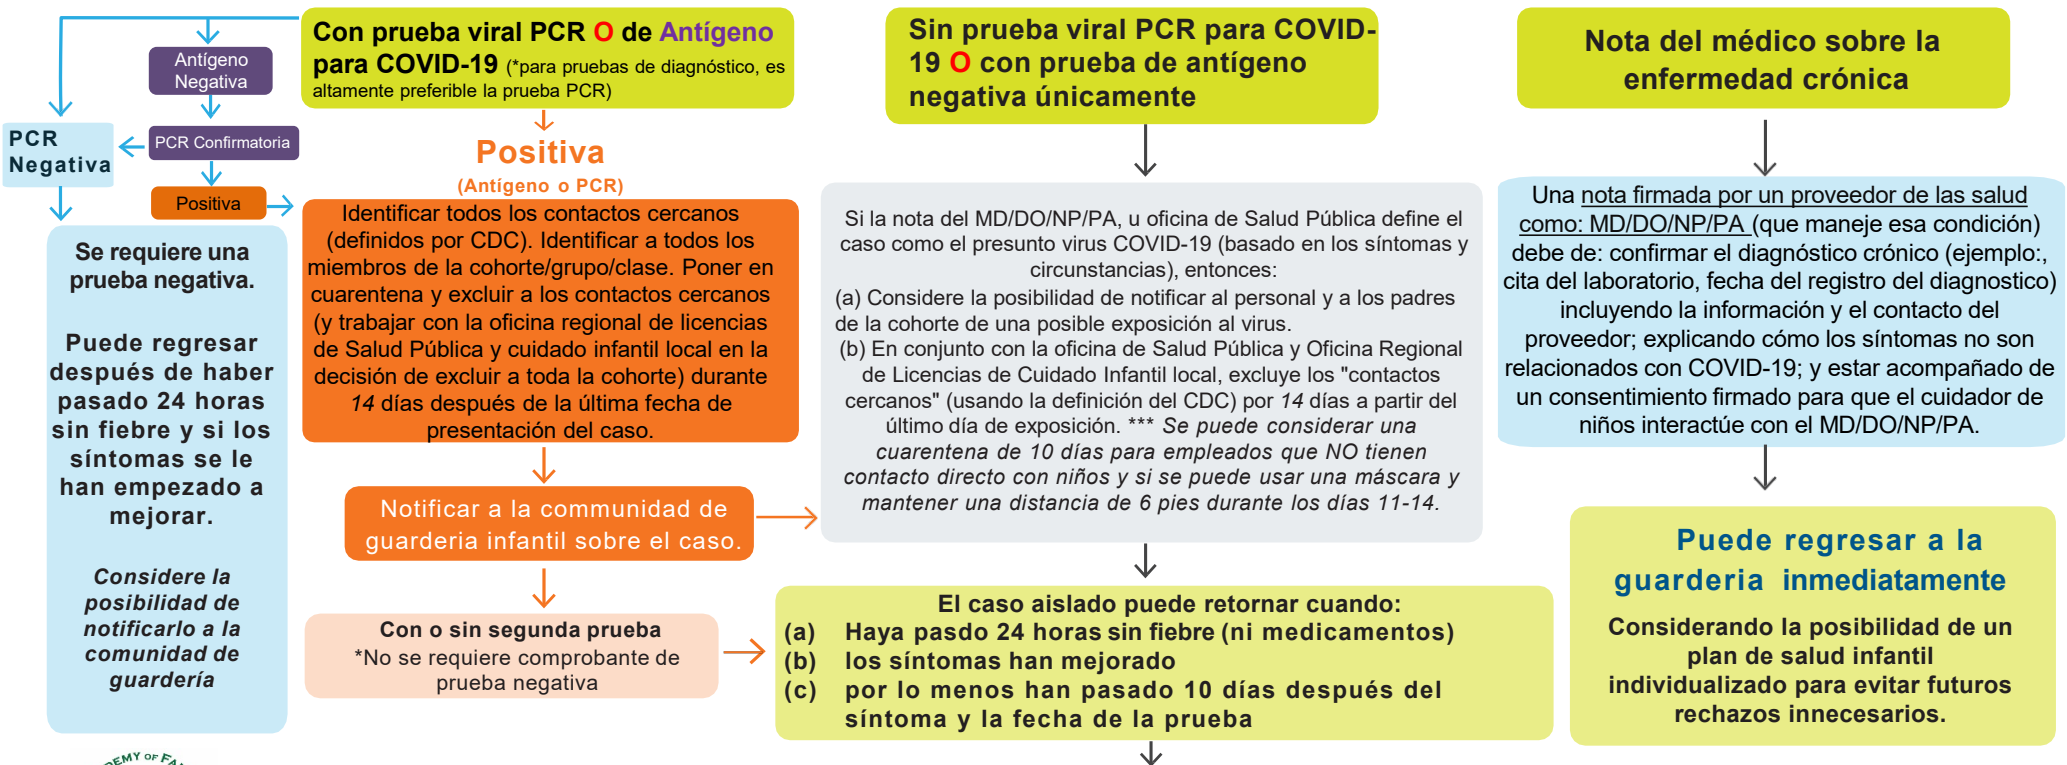 Con prueba viral PCR O de Antígeno
para COVID-19 (*para pruebas de diagnóstico, es
altamente preferible la prueba PCR)
Antígeno
Negativa
PCR Confirmatoria
Positiva
PCR
Negativa
Se requiere una
prueba negativa.
Puede regresar
después de haber
pasado 24 horas
sin fiebre y si los
síntomas se le
han empezado a
mejorar.
Considere la
posibilidad de
notificarlo a la
comunidad de
guardería
Positiva
(Antígeno o PCR)
Identificar todos los contactos cercanos
(definidos por CDC). Identificar a todos los
miembros de la cohorte/grupo/clase. Poner en
cuarentena y excluir a los contactos cercanos
(y trabajar con la oficina regional de licencias
de Salud Pública y cuidado infantil local en la
decisión de excluir a toda la cohorte) durante
14 días después de la última fecha de
presentación del caso.
Notificar a la communidad de
guarderia infantil sobre el caso.
Con o sin segunda prueba
*No se requiere comprobante de
prueba negativa
Sin prueba viral PCR para COVID-
19 O con prueba de antígeno
negativa únicamente
Si la nota del MD/DO/NP/PA, u oficina de Salud Pública define el
caso como el presunto virus COVID-19 (basado en los síntomas y
circunstancias), entonces:
(a) Considere la posibilidad de notificar al personal y a los padres
de la cohorte de una posible exposición al virus.
(b) En conjunto con la oficina de Salud Pública y Oficina Regional
de Licencias de Cuidado Infantil local, excluye los "contactos
cercanos" (usando la definición del CDC) por 14 días a partir del
último día de exposición. *** Se puede considerar una
cuarentena de 10 días para empleados que NO tienen
contacto directo con niños y si se puede usar una máscara y
mantener una distancia de 6 pies durante los días 11-14.
El caso aislado puede retornar cuando:
(a) Haya pasdo 24 horas sin fiebre (ni medicamentos)
(b) los síntomas han mejorado
(c) por lo menos han pasado 10 días después del
síntoma y la fecha de la prueba
Nota del médico sobre la
enfermedad crónica
Una nota firmada por un proveedor de las salud
como: MD/DO/NP/PA (que maneje esa condición)
debe de: confirmar el diagnóstico crónico (ejemplo:,
cita del laboratorio, fecha del registro del diagnostico)
incluyendo la información y el contacto del
proveedor; explicando cómo los síntomas no son
relacionados con COVID-19; y estar acompañado de
un consentimiento firmado para que el cuidador de
niños interactúe con el MD/DO/NP/PA.
Puede regresar a la
guarderia inmediatamente
Considerando la posibilidad de un
plan de salud infantil
individualizado para evitar futuros
rechazos innecesarios.